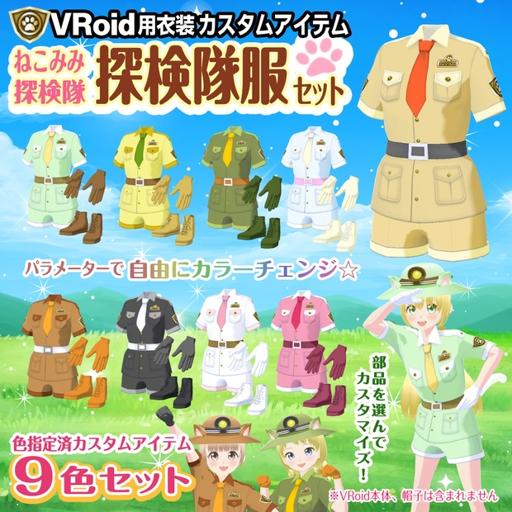 VRoid用衣装カスタムアイテム
ねこみみ
探検隊
探検隊服セット
パラメーターで自由にカラーチェンジ☆
部品を選んで
カスタマイズ！
色指定済カスタムアイテム
９色セット
※VRoid本体、帽子は含まれません